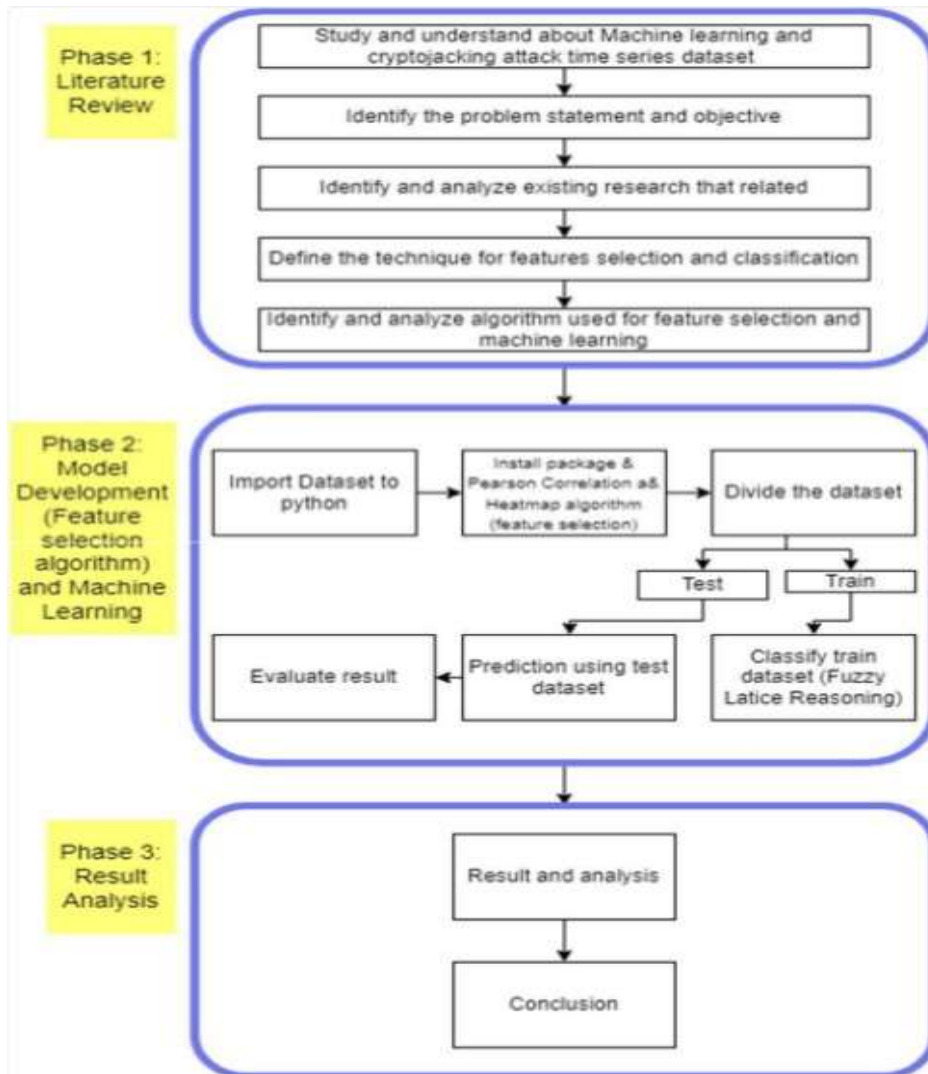 Phase 1:
Literature
Review
Study and understand about Machine learning and
cryptojacking attack time series dataset
Identify the problem statement and objective
Identify and analyze existing research that related
Define the technique for features selection and classification
Identify and analyze algorithm used for feature selection and
machine learning
Phase 2:
Model
Development
(Feature
selection
algorithm)
and Machine
Learning
Import Dataset to
python
Install package &
Pearson Correlation a&
Heatmap algorithm
(feature selection)
Divide the dataset
Test
Train
Evaluate result
Prediction using test
dataset
Classify train
dataset (Fuzzy
Latice Reasoning)
Phase 3:
Result
Analysis
Result and analysis
Conclusion